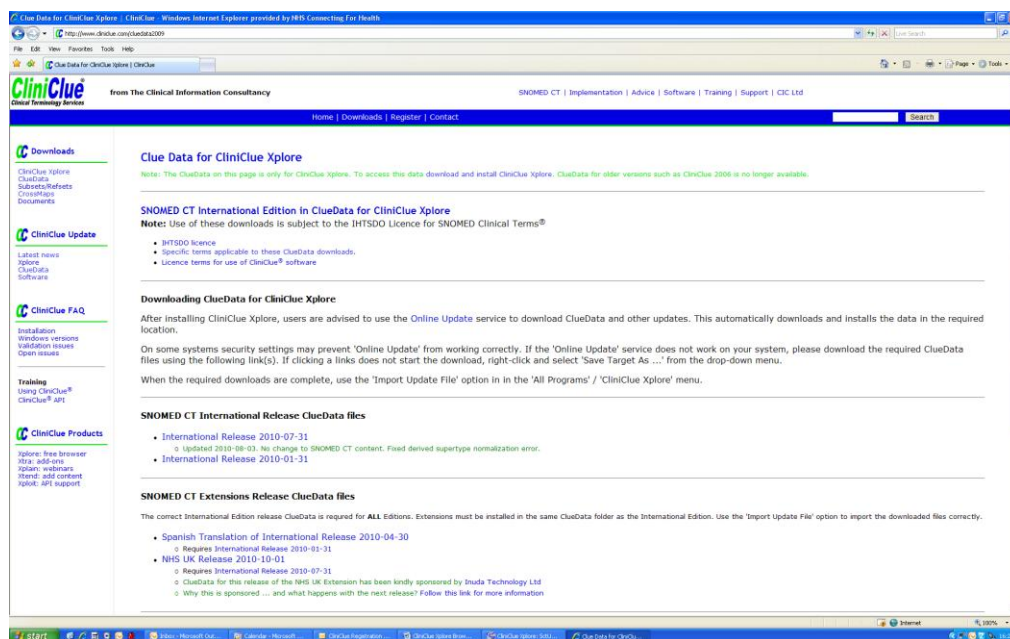 Clue Data for CliniClue Xplore | CliniClue - Windows Internet Explorer provided by NHS Connecting For Health
http://www.cliniclue.com/cluedata2009
Live Search
File Edit View Favorites Tools Help
Clue Data for CliniClue Xplore | CliniClue
Page Tools
CliniClue
Clinical Terminology Services
from The Clinical Information Consultancy
SNOMED CT | Implementation | Advice | Software | Training | Support | CIC Ltd
Home | Downloads | Register | Contact
Search
Downloads
CliniClue Xplore
ClueData
Subsets/Refsets
CrossMaps
Documents
CliniClue Update
Latest news
Xplore
ClueData
Software
CliniClue FAQ
Installation
Windows versions
Validation issues
Open issues
Training
Using CliniClue®
CliniClue® API
CliniClue Products
Xplore: free browser
Xtra: add-ons
Xplain: webinars
Xtend: add content
Xploit: API support
Clue Data for CliniClue Xplore
Note: The ClueData on this page is only for CliniClue Xplore. To access this data download and install CliniClue Xplore. ClueData for older versions such as CliniClue 2006 is no longer available.
SNOMED CT International Edition in ClueData for CliniClue Xplore
Note: Use of these downloads is subject to the IHTSDO Licence for SNOMED Clinical Terms®
• IHTSDO licence
• Specific terms applicable to these ClueData downloads.
• Licence terms for use of CliniClue® software
Downloading ClueData for CliniClue Xplore
After installing CliniClue Xplore, users are advised to use the Online Update service to download ClueData and other updates. This automatically downloads and installs the data in the required
location.
On some systems security settings may prevent 'Online Update' from working correctly. If the 'Online Update' service does not work on your system, please download the required ClueData
files using the following link(s). If clicking a links does not start the download, right-click and select 'Save Target As ...' from the drop-down menu.
When the required downloads are complete, use the 'Import Update File' option in in the 'All Programs' / 'CliniClue Xplore' menu.
SNOMED CT International Release ClueData files
• International Release 2010-07-31
o Updated 2010-08-03. No change to SNOMED CT content. Fixed derived supertype normalization error.
• International Release 2010-01-31
SNOMED CT Extensions Release ClueData files
The correct International Edition release ClueData is required for ALL Editions. Extensions must be installed in the same ClueData folder as the International Edition. Use the 'Import Update File' option to import the downloaded files correctly.
• Spanish Translation of International Release 2010-04-30
o Requires International Release 2010-01-31
• NHS UK Release 2010-10-01
o Requires International Release 2010-07-31
o ClueData for this release of the NHS UK Extension has been kindly sponsored by Inuda Technology Ltd
o Why this is sponsored ... and what happens with the next release? Follow this link for more information
Internet 100%
start
Inbox - Microsoft Out...
Calendar - Microsoft ...
CliniClue Registration ...
CliniClue Xplore Brow...
CliniClue Xplore: SctU...
Clue Data for CliniClu...